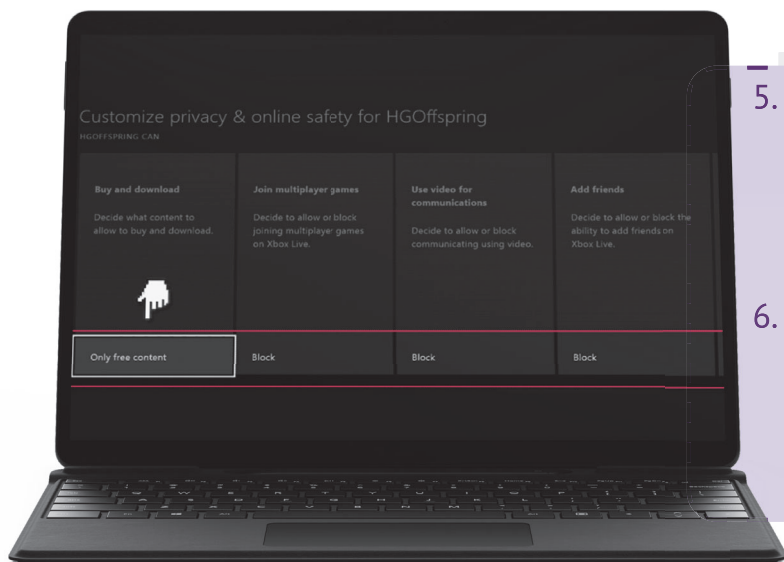 Customize privacy & online safety for HGOffspring
HGOFFSPRING CAN
Buy and download
Decide what content to
allow to buy and download.
Only free content
Join multiplayer games
Decide to allow or block
joining multiplayer games
on Xbox Live.
Block
Use video for
communications
Decide to allow or block
communicating using video.
Block
Add friends
Decide to allow or block the
ability to add friends on
Xbox Live.
Block
5.
6.